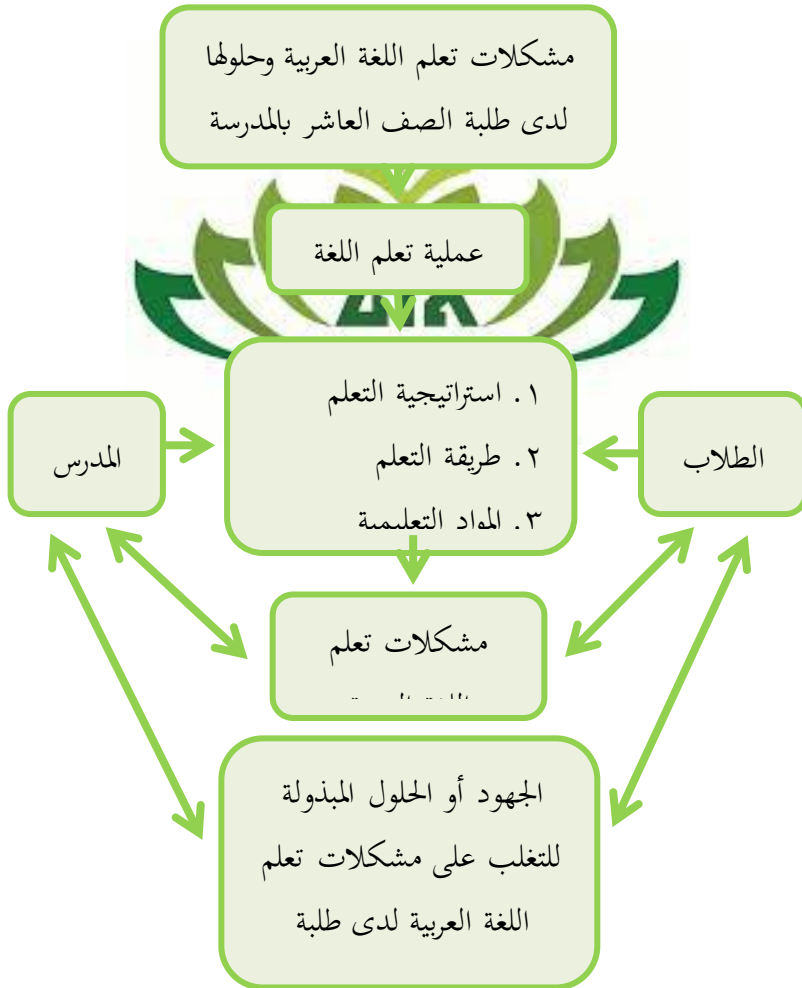 مشكلات تعلم اللغة العربية وحلولها
لدى طلبة الصف العاشر بالمدرسة
عملية تعلم اللغة
١. استراتيجية التعلم
٢. طريقة التعلم
٣. المواد التعليمية
الطلاب
المدرس
مشكلات تعلم
الجهود أو الحلول المبذولة
للتغلب على مشكلات تعلم
اللغة العربية لدى طلبة